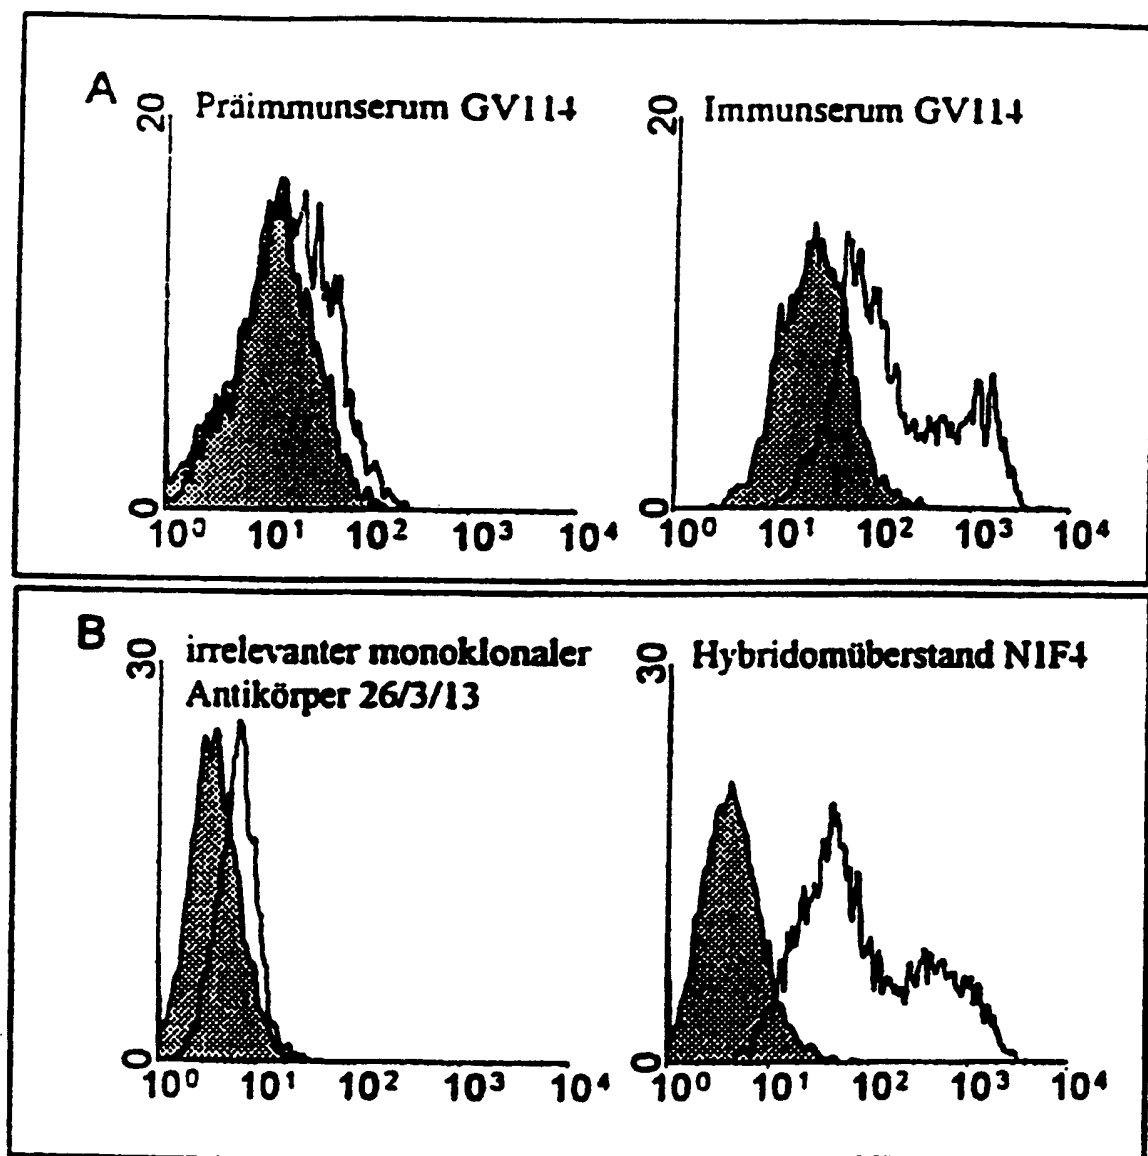 A
Präimmunserum GV114
20
0
10⁰ 10¹ 10² 10³ 10⁴
Immunserum GV114
20
0
10⁰ 10¹ 10² 10³ 10⁴
B
irrelevanter monoklonaler
Antikörper 26/3/13
30
0
10⁰ 10¹ 10² 10³ 10⁴
Hybridomüberstand N1F4
30
0
10⁰ 10¹ 10² 10³ 10⁴